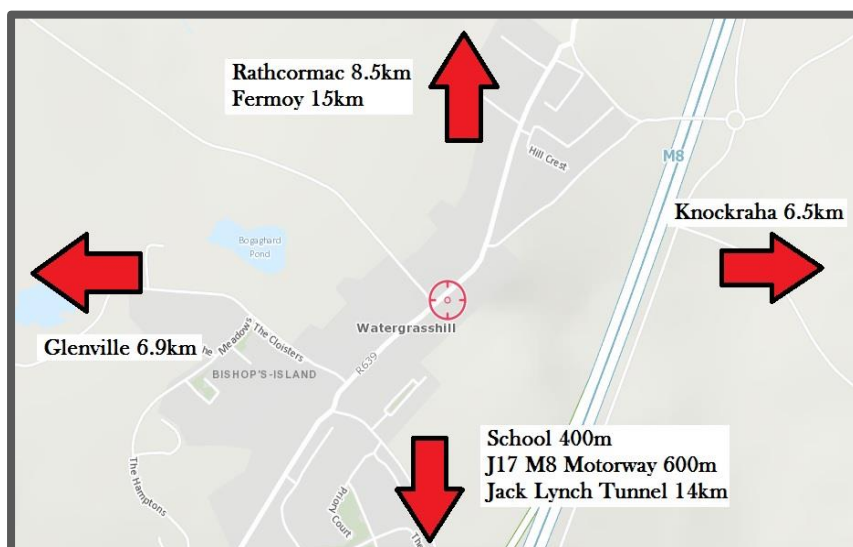 Rathcormac 8.5km
Fermoy 15km
Hill Crest
M8
Knockraha 6.5km
Bogaghard
Pond
Watergrasshill
Glenville 6.9km
Meadows
The Cloisters
R639
BISHOP'S-ISLAND
School 400m
J17 M8 Motorway 600m
Jack Lynch Tunnel 14km
The Hamptons
Priory Court
The